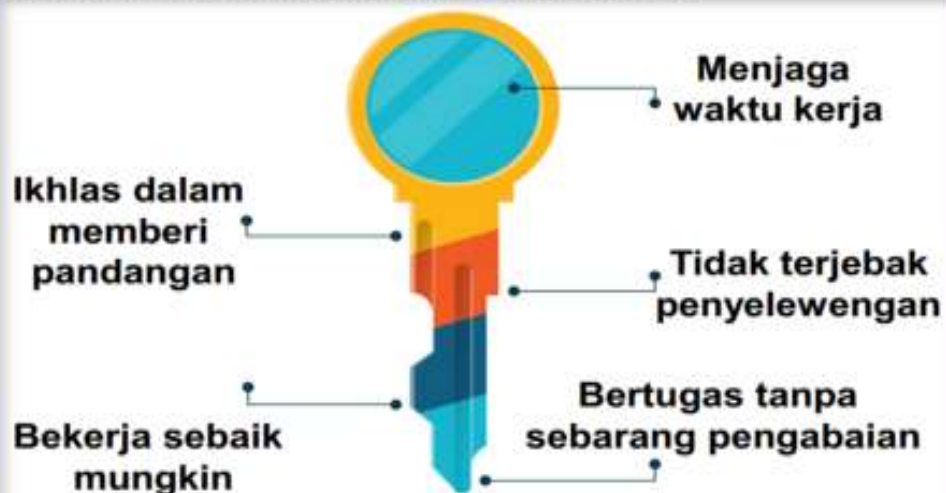 Menjaga
waktu kerja
Ikhlas dalam
memberi
pandangan
Tidak terjebak
penyelewengan
Bekerja sebaik
mungkin
Bertugas tanpa
sebarang pengabaian